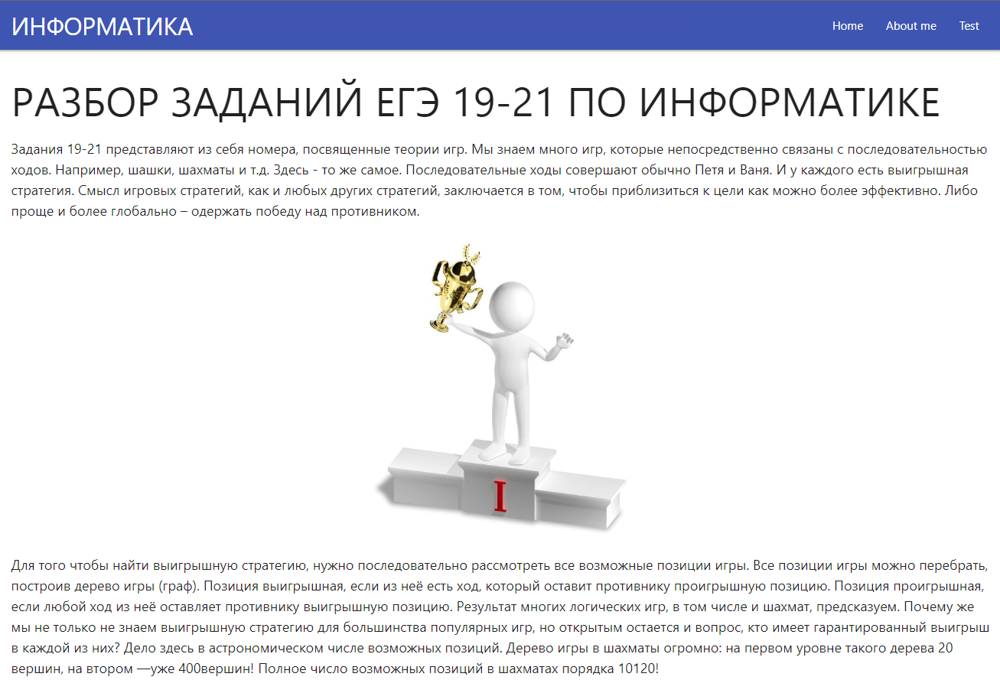 ИНФОРМАТИКА
Home About me Test
РАЗБОР ЗАДАНИЙ ЕГЭ 19-21 ПО ИНФОРМАТИКЕ
Задания 19-21 представляют из себя номера, посвященные теории игр. Мы знаем много игр, которые непосредственно связаны с последовательностью
ходов. Например, шашки, шахматы и т.д. Здесь - то же самое. Последовательные ходы совершают обычно Петя и Ваня. И у каждого есть выигрышная
стратегия. Смысл игровых стратегий, как и любых других стратегий, заключается в том, чтобы приблизиться к цели как можно более эффективно. Либо
проще и более глобально – одержать победу над противником.
I
Для того чтобы найти выигрышную стратегию, нужно последовательно рассмотреть все возможные позиции игры. Все позиции игры можно перебрать,
построив дерево игры (граф). Позиция выигрышная, если из неё есть ход, который оставит противнику проигрышную позицию. Позиция проигрышная,
если любой ход из неё оставляет противнику выигрышную позицию. Результат многих логических игр, в том числе и шахмат, предсказуем. Почему же
мы не только не знаем выигрышную стратегию для большинства популярных игр, но открытым остается и вопрос, кто имеет гарантированный выигрыш
в каждой из них? Дело здесь в астрономическом числе возможных позиций. Дерево игры в шахматы огромно: на первом уровне такого дерева 20
вершин, на втором —уже 400вершин! Полное число возможных позиций в шахматах порядка 10120!